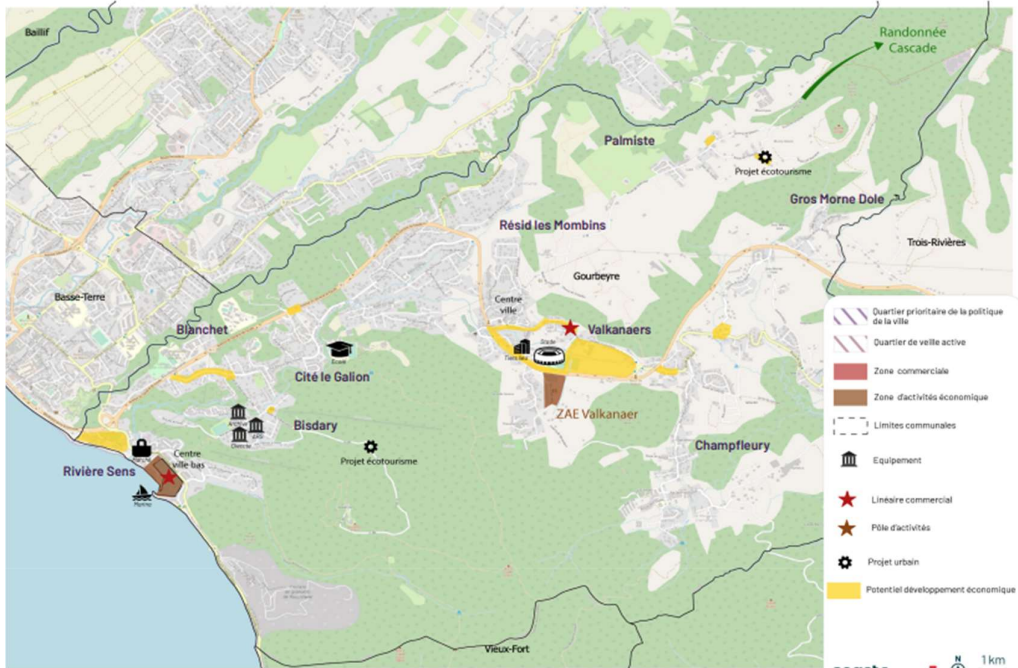 Baillif
Randonnée
Cascade
Palmiste
Projet écotourisme
Gros Morne Dole
Résid les Mombins
Trois-Rivières
Gourbeyre
Basse-Terre
Centre
ville
Blanchet
Valkanaers
Stade
Ecole
Cité le Galion
ZAE Valkanaer
Bisdary
Champfleury
Projet écotourisme
Centre
ville bas
Rivière Sens
Marina
Vieux-Fort
Quartier prioritaire de la politique
de la ville
Quartier de veille active
Zone commerciale
Zone d'activités économique
Limites communales
Equipement
Linéaire commercial
Pôle d'activités
Projet urbain
Potentiel développement économique
N
1 km